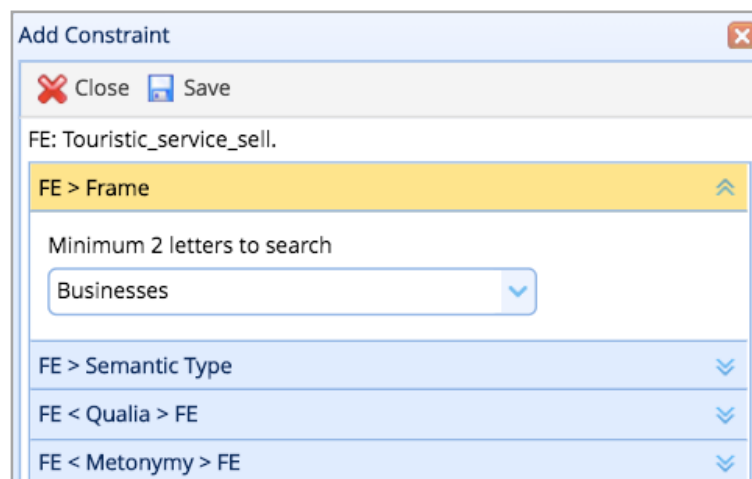 Add Constraint
Close Save
FE: Touristic_service_sell.
FE > Frame
Minimum 2 letters to search
Businesses
FE > Semantic Type
FE < Qualia > FE
FE < Metonymy > FE